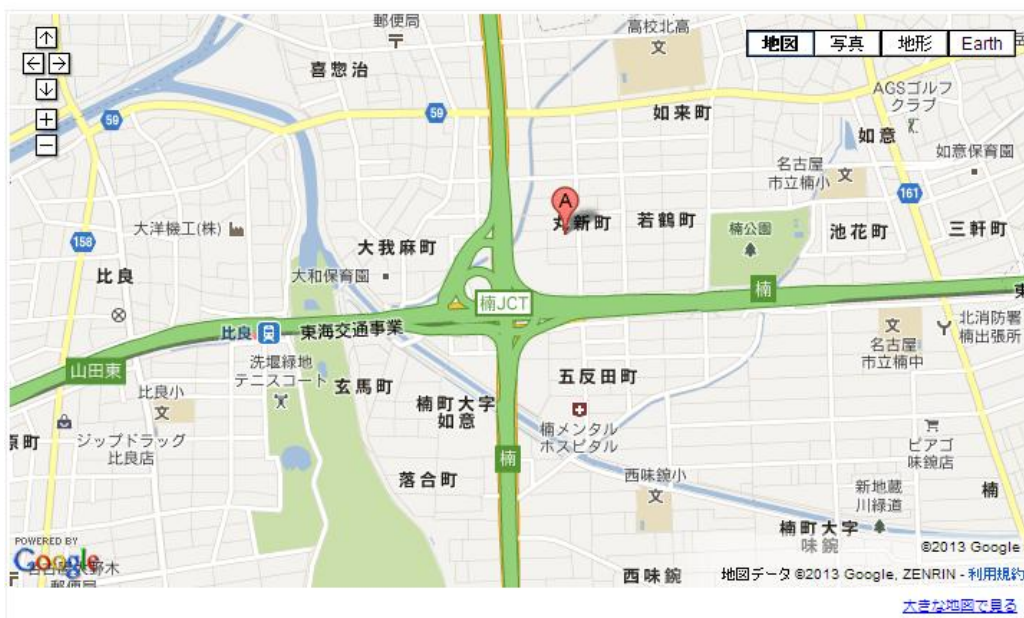 郵便局
高校北高
地図
写真
地形
Earth
喜惣治
AGSゴルフ
クラブ
59
59
如来町
如意
名古屋
市立楠小
如意保育園
161
A
丸新町
若鶴町
楠公園
池花町
三軒町
大洋機工(株)
158
大我麻町
比良
大和保育園
楠JCT
楠
東
比良
東海交通事業
北消防署
楠出張所
名古屋
市立楠中
山田東
洗堰緑地
テニスコート
玄馬町
五反田町
比良小
楠町大字
如意
楠メンタル
ホスピタル
原町
ジップドラッグ
比良店
ピアゴ
味鋺店
楠
落合町
西味鋺小
新地蔵
川緑道
楠
楠町大字
味鋺
POWERED BY
Google
©2013 Google
郵便局
西味鋺
地図データ ©2013 Google, ZENRIN - 利用規約
大きな地図で見る